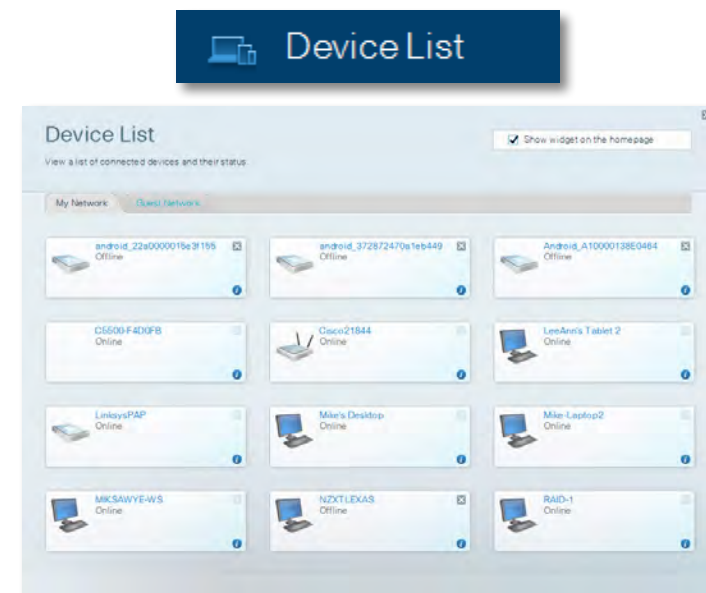 Device List
Device List
Show widget on the homepage
View a list of connected devices and their status
My Network
Guest Network
android_372872470a1eb449
Android_A10000138E0464
Offline
Offline
Offline
C5500-F4D0FB
Cisco21844
LeeAnn's Tablet 2
Online
Online
Online
LinksysPAP
Mike's Desktop
Mike-Laptop2
Online
Online
Online
MIKSAWYE-WS
NZXTLEXAS
RAID-1
Online
Offline
Online